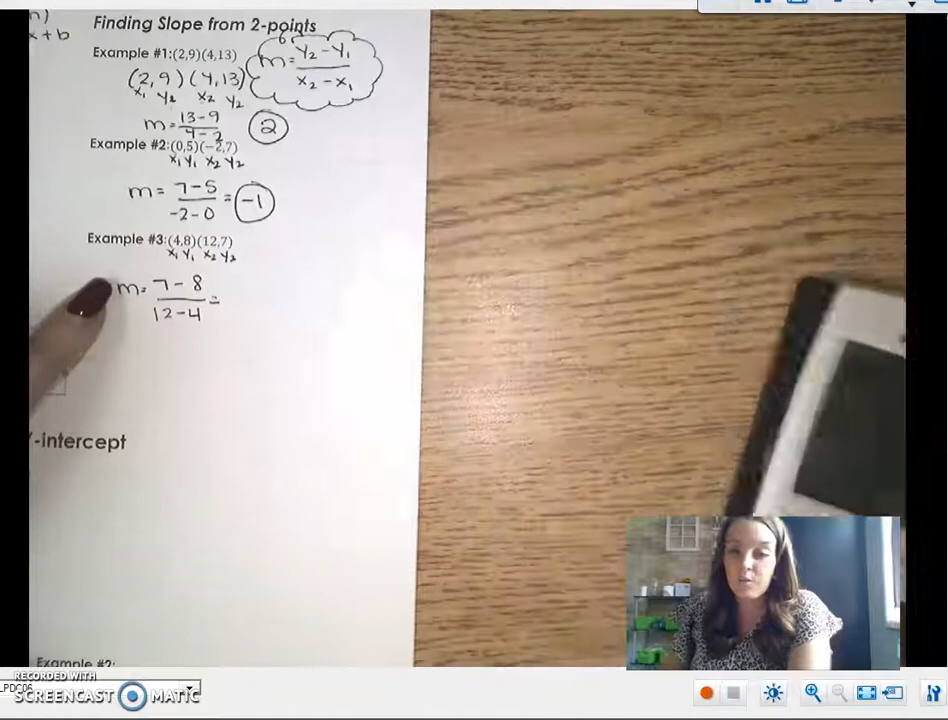 n)
x+b
Finding Slope from 2-points
Example #1:(2,9)(4,13)
m = y₂ - y₁ / x₂ - x₁
(2, 9) (4, 13)
x₁ y₂ x₂ y₂
m = 13-9 / 4-2 2
Example #2:(0,5)(-2,7)
x₁ y₁ x₂ y₂
m = 7-5 / -2-0 = -1
Example #3:(4,8)(12,7)
x₁ y₁ x₂ y₂
m = 7-8 / 12-4 =
-intercept
Example #2:
RECORDED WITH
SCREENCAST MATIC